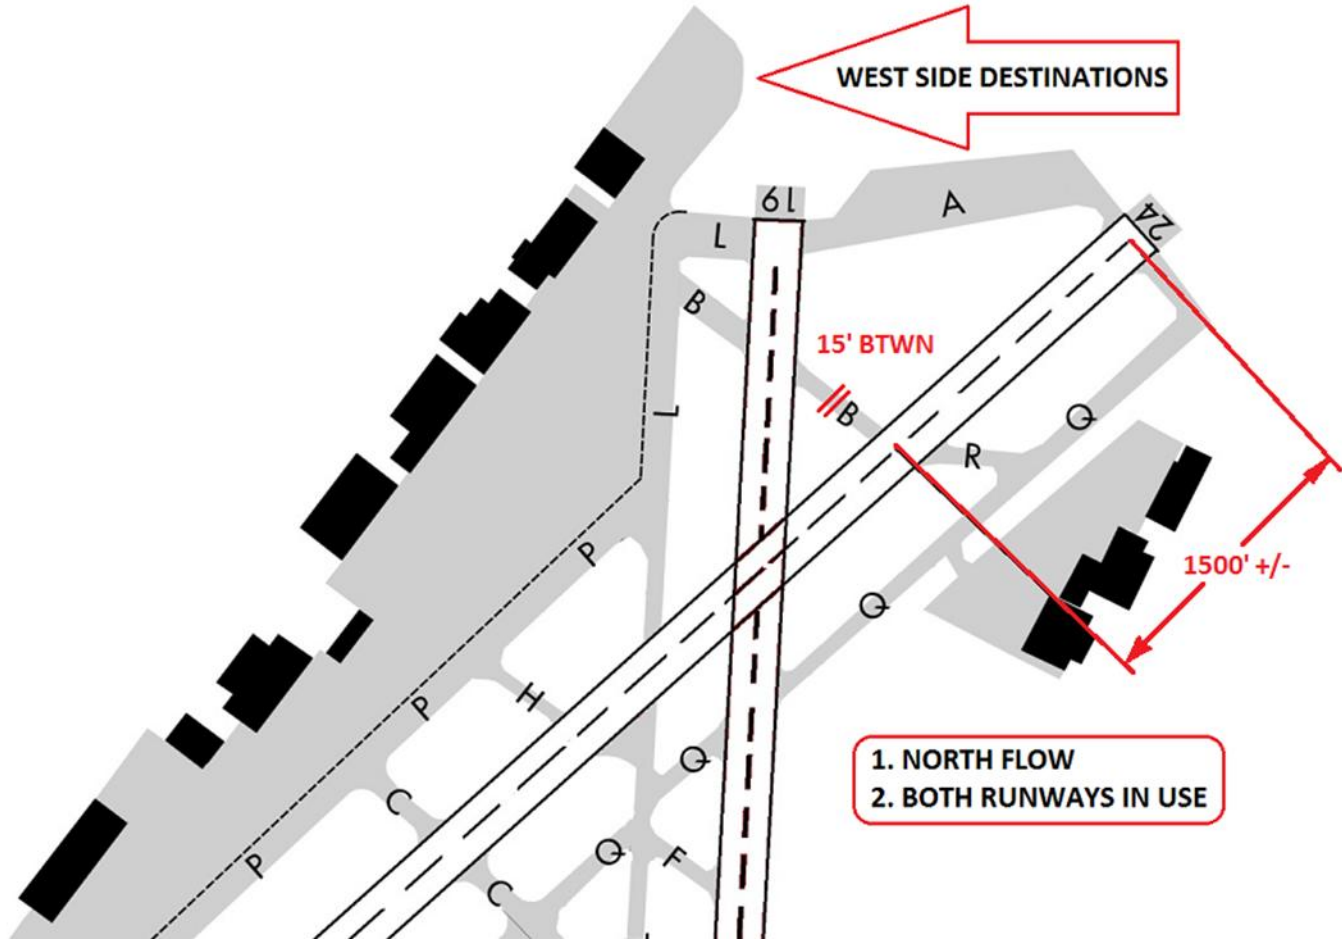 WEST SIDE DESTINATIONS
19
A
24
L
B
15' BTWN
B
L
Q
R
P
1500' +/-
Q
H
P
Q
1. NORTH FLOW
2. BOTH RUNWAYS IN USE
C
Q
F
P
C